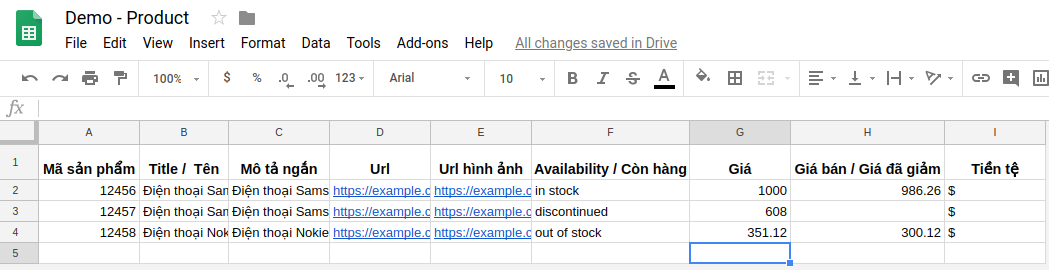 Demo - Product
File Edit View Insert Format Data Tools Add-ons Help All changes saved in Drive
100% $ % .0 .00 123 Arial 10 B I S A
fx
A B C D E F G H I
1 Mã sản phẩm Title / Tên Mô tả ngắn Url Url hình ảnh Availability / Còn hàng Giá Giá bán / Giá đã giảm Tiền tệ
2 12456 Điện thoại Sam Điện thoại Sams https://example.c https://example.c in stock 1000 986.26 $
3 12457 Điện thoại Sam Điện thoại Sams https://example.c https://example.c discontinued 608 $
4 12458 Điện thoại Nok Điện thoại Nokie https://example.c https://example.c out of stock 351.12 300.12 $
5